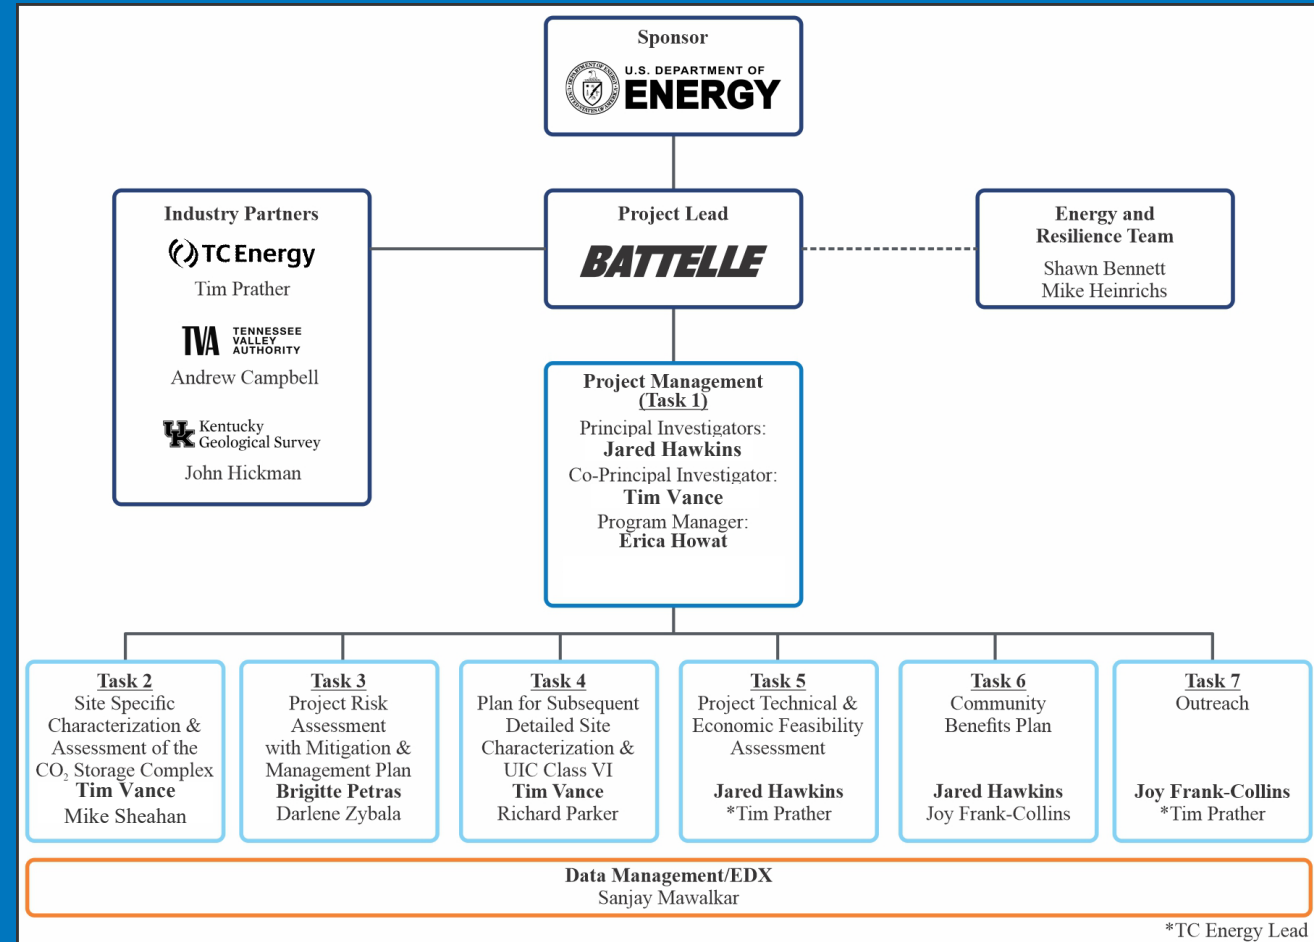 Sponsor
U.S. DEPARTMENT OF
ENERGY
Industry Partners
TC Energy
Tim Prather
TVA
TENNESSEE
VALLEY
AUTHORITY
Andrew Campbell
UK
Kentucky
Geological Survey
John Hickman
Project Lead
BATTELLE
Energy and
Resilience Team
Shawn Bennett
Mike Heinrichs
Project Management
(Task 1)
Principal Investigators:
Jared Hawkins
Co-Principal Investigator:
Tim Vance
Program Manager:
Erica Howat
Task 2
Site Specific
Characterization &
Assessment of the
CO₂ Storage Complex
Tim Vance
Mike Sheahan
Task 3
Project Risk
Assessment
with Mitigation &
Management Plan
Brigitte Petras
Darlene Zybala
Task 4
Plan for Subsequent
Detailed Site
Characterization &
UIC Class VI
Tim Vance
Richard Parker
Task 5
Project Technical &
Economic Feasibility
Assessment
Jared Hawkins
*Tim Prather
Task 6
Community
Benefits Plan
Jared Hawkins
Joy Frank-Collins
Task 7
Outreach
Joy Frank-Collins
*Tim Prather
Data Management/EDX
Sanjay Mawalkar
*TC Energy Lead